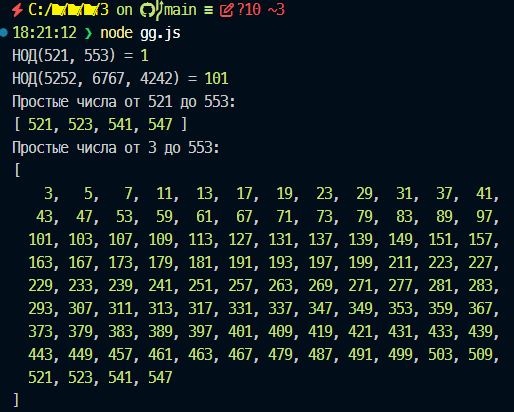 C:/ / / /3 on main ≡ ?10 ~3
18:21:12 ❯ node gg.js
НОД(521, 553) = 1
НОД(5252, 6767, 4242) = 101
Простые числа от 521 до 553:
[ 521, 523, 541, 547 ]
Простые числа от 3 до 553:
[
3, 5, 7, 11, 13, 17, 19, 23, 29, 31, 37, 41,
43, 47, 53, 59, 61, 67, 71, 73, 79, 83, 89, 97,
101, 103, 107, 109, 113, 127, 131, 137, 139, 149, 151, 157,
163, 167, 173, 179, 181, 191, 193, 197, 199, 211, 223, 227,
229, 233, 239, 241, 251, 257, 263, 269, 271, 277, 281, 283,
293, 307, 311, 313, 317, 331, 337, 347, 349, 353, 359, 367,
373, 379, 383, 389, 397, 401, 409, 419, 421, 431, 433, 439,
443, 449, 457, 461, 463, 467, 479, 487, 491, 499, 503, 509,
521, 523, 541, 547
]